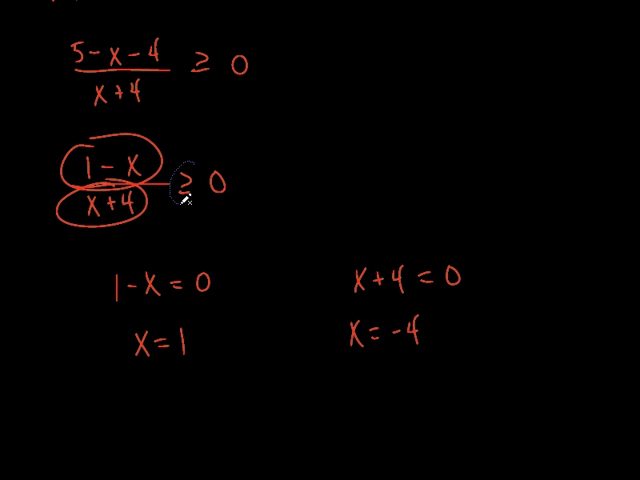 5-x-4
x+4 ≥ 0
1-x
x+4 ≥ 0
1-x=0 x+4=0
x=1 x=-4